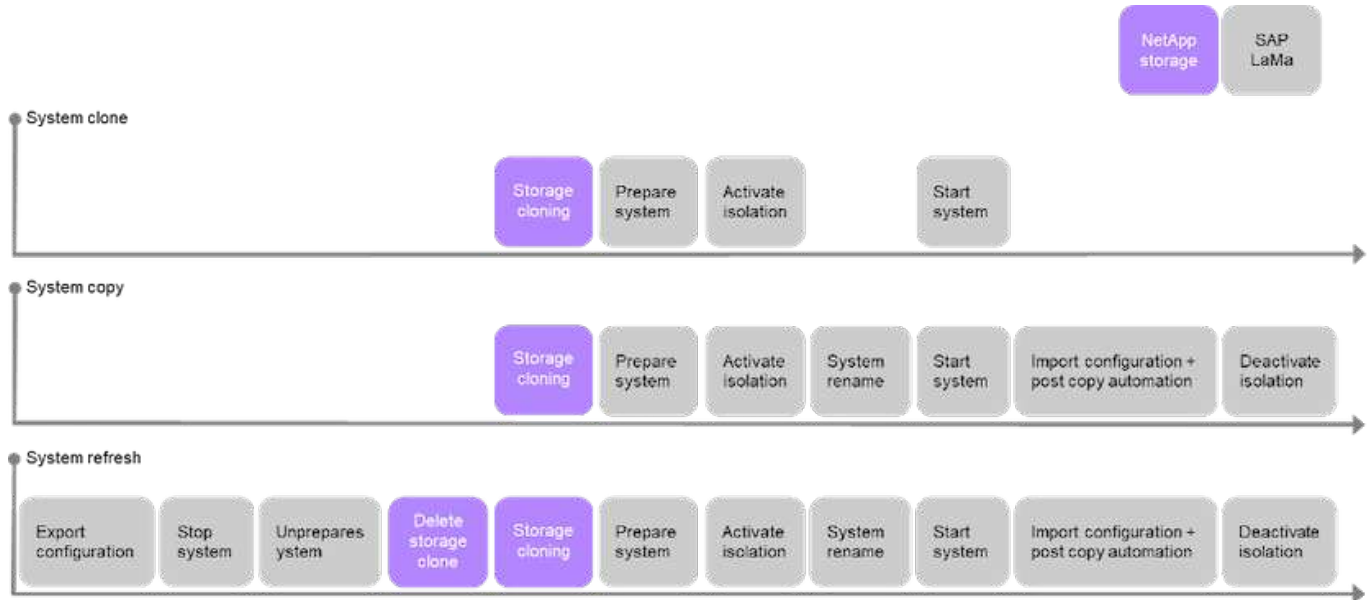 NetApp
storage
SAP
LaMa
System clone
Storage
cloning
Prepare
system
Activate
isolation
Start
system
System copy
Storage
cloning
Prepare
system
Activate
isolation
System
rename
Start
system
Import configuration +
post copy automation
Deactivate
isolation
System refresh
Export
configuration
Stop
system
Unprepares
ystem
Delete
storage
clone
Storage
cloning
Prepare
system
Activate
isolation
System
rename
Start
system
Import configuration +
post copy automation
Deactivate
isolation